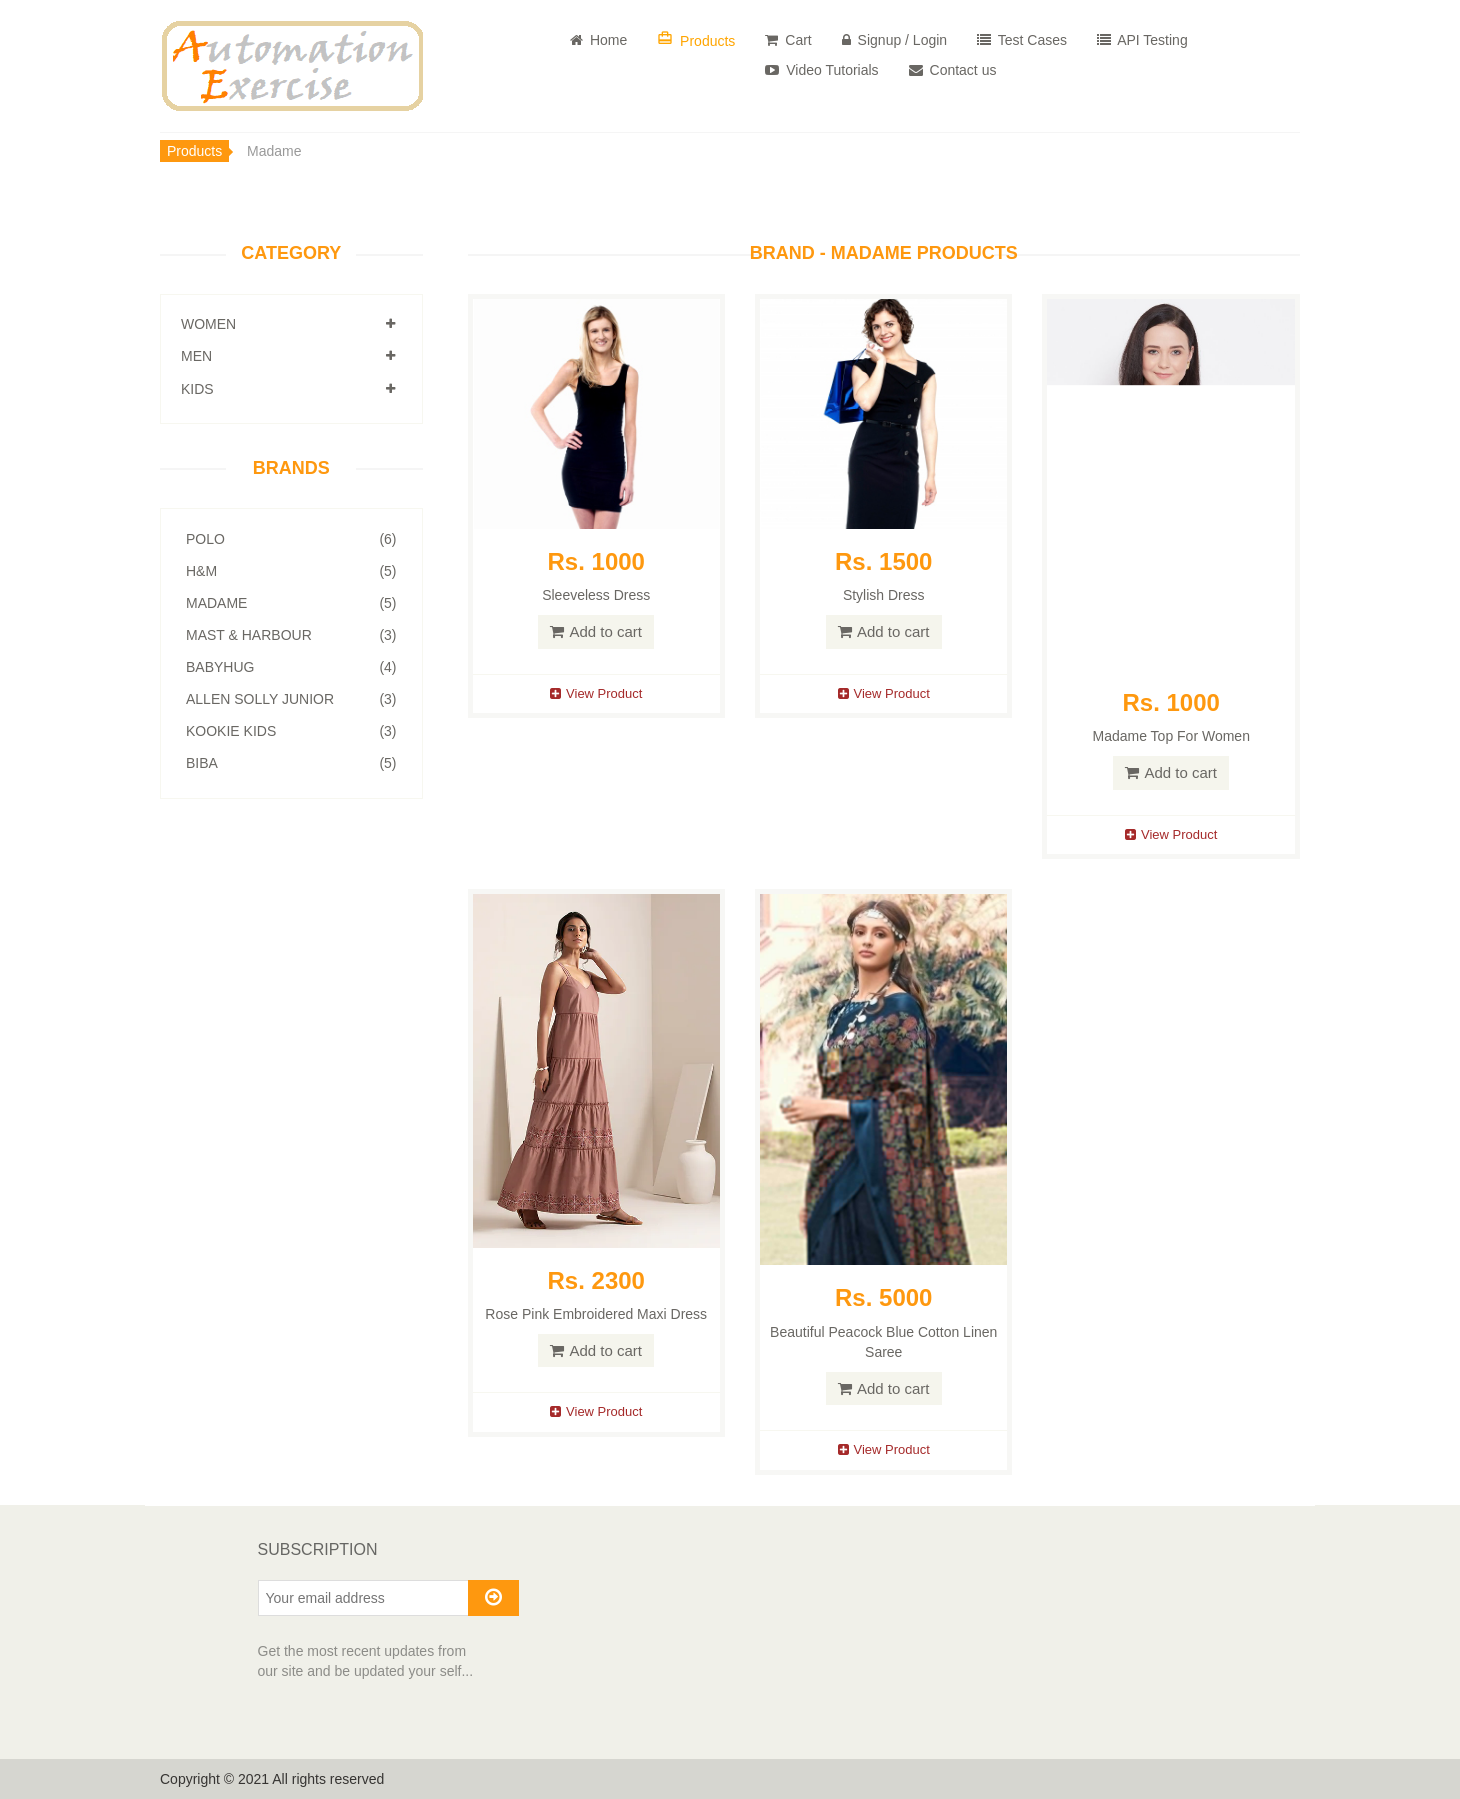 Automation
Exercise
Home
Products
Cart
Signup / Login
Test Cases
API Testing
Video Tutorials
Contact us
Products
Madame
CATEGORY
WOMEN
MEN
KIDS
BRANDS
POLO (6)
H&M (5)
MADAME (5)
MAST & HARBOUR (3)
BABYHUG (4)
ALLEN SOLLY JUNIOR (3)
KOOKIE KIDS (3)
BIBA (5)
BRAND - MADAME PRODUCTS
Rs. 1000
Sleeveless Dress
Add to cart
View Product
Rs. 1500
Stylish Dress
Add to cart
View Product
Rs. 1000
Madame Top For Women
Add to cart
View Product
Rs. 2300
Rose Pink Embroidered Maxi Dress
Add to cart
View Product
Rs. 5000
Beautiful Peacock Blue Cotton Linen
Saree
Add to cart
View Product
SUBSCRIPTION
Your email address
Get the most recent updates from
our site and be updated your self...
Copyright © 2021 All rights reserved